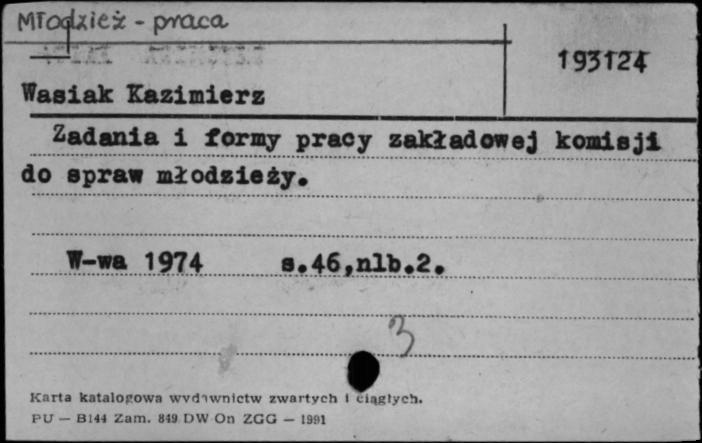 Młodzież - praca
193124
Wasiak Kazimierz
Zadania i formy pracy zakładowej komisji
do spraw młodzieży.
W-wa 1974 s.46,nlb.2.
3
Karta katalogowa wydawnictw zwartych i ciągłych.
PU — B144 Zam. 849 DW On ZGG — 1991